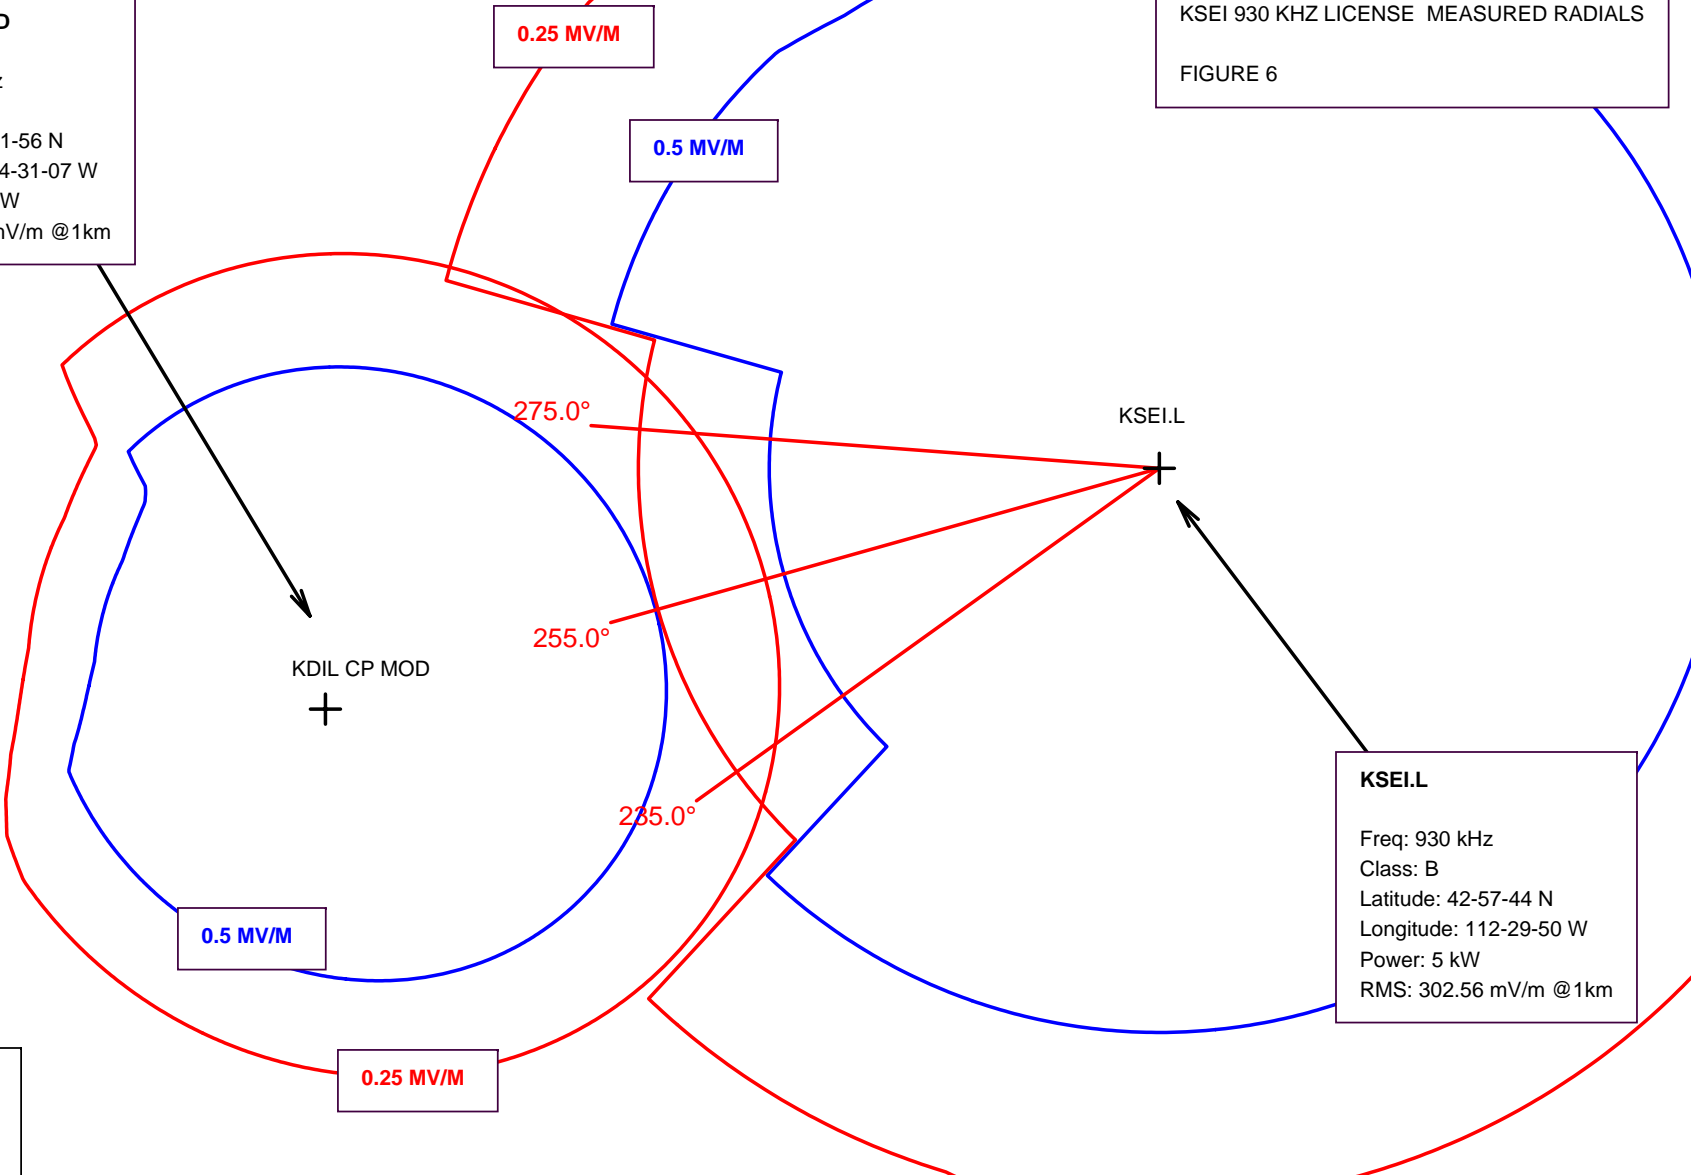 1-56 N
4-31-07 W
W
mV/m @1km
0.25 MV/M
0.5 MV/M
KSEI 930 KHZ LICENSE  MEASURED RADIALS
FIGURE 6
275.0°
KSEI.L
255.0°
KDIL CP MOD
235.0°
0.5 MV/M
0.25 MV/M
KSEI.L
Freq: 930 kHz
Class: B
Latitude: 42-57-44 N
Longitude: 112-29-50 W
Power: 5 kW
RMS: 302.56 mV/m @1km